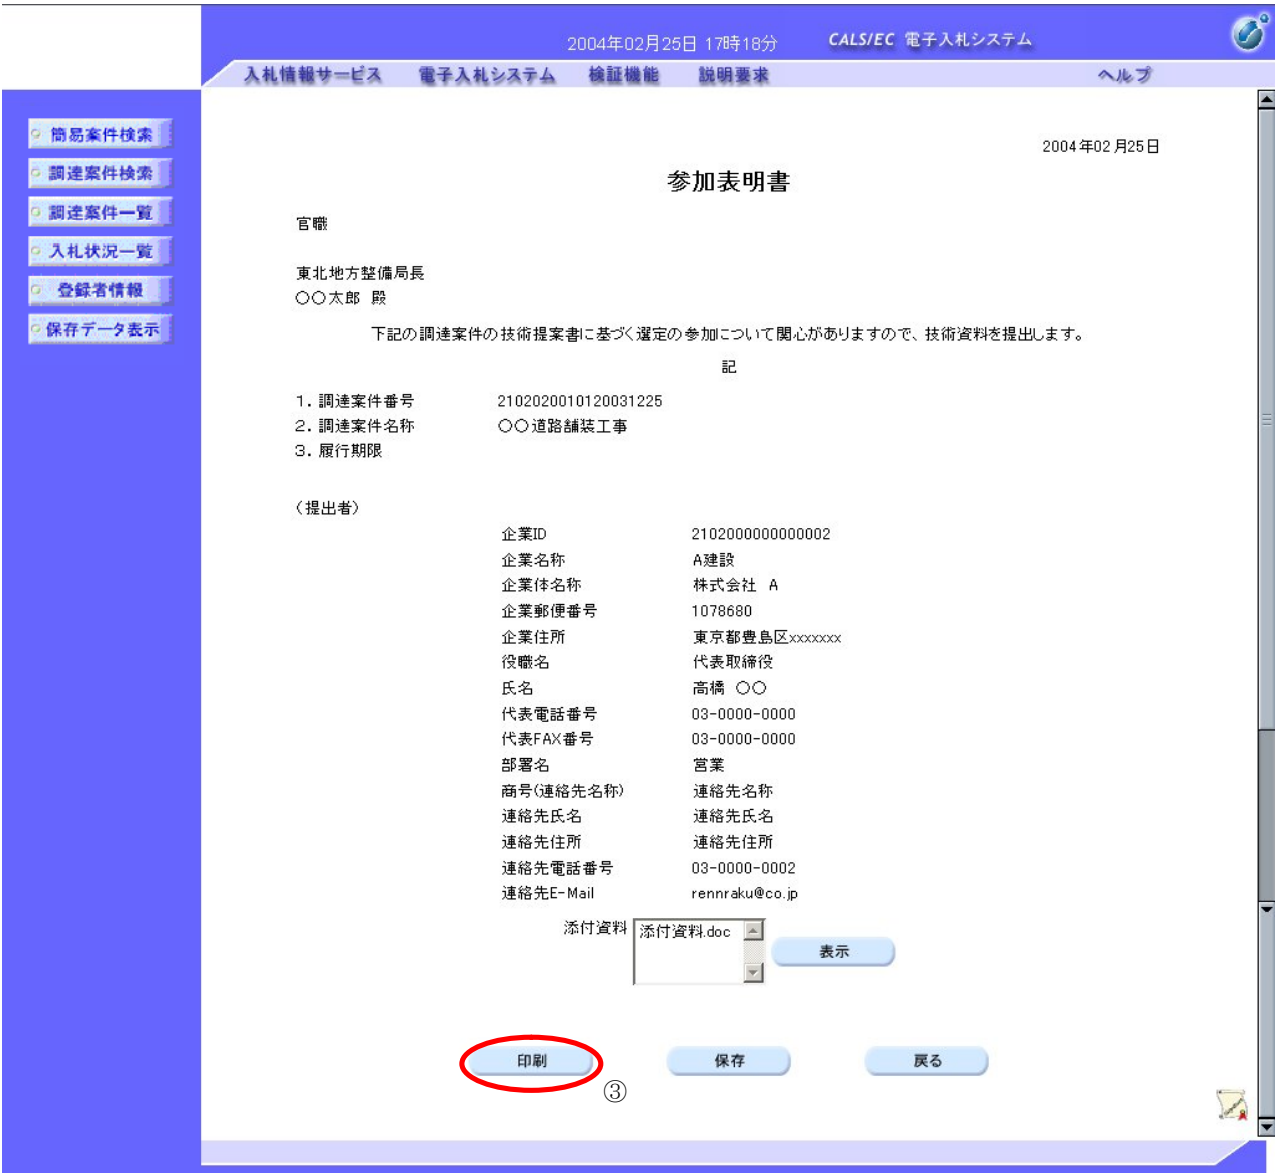 2004年02月25日 17時18分 CALS/EC 電子入札システム
入札情報サービス 電子入札システム 検証機能 説明要求 ヘルプ
簡易案件検索
調達案件検索
調達案件一覧
入札状況一覧
登録者情報
保存データ表示
2004年02月25日
参加表明書
官職
東北地方整備局長
〇〇太郎 殿
下記の調達案件の技術提案書に基づく選定の参加について関心がありますので、技術資料を提出します。
記
1．調達案件番号 2102020010120031225
2．調達案件名称 〇〇道路舗装工事
3．履行期限
（提出者）
企業ID 2102000000000002
企業名称 A建設
企業体名称 株式会社 A
企業郵便番号 1078680
企業住所 東京都豊島区xxxxxxx
役職名 代表取締役
氏名 高橋 〇〇
代表電話番号 03-0000-0000
代表FAX番号 03-0000-0000
部署名 営業
商号(連絡先名称) 連絡先名称
連絡先氏名 連絡先氏名
連絡先住所 連絡先住所
連絡先電話番号 03-0000-0002
連絡先E-Mail rennraku@co.jp
添付資料 添付資料.doc 表示
印刷 保存 戻る
③